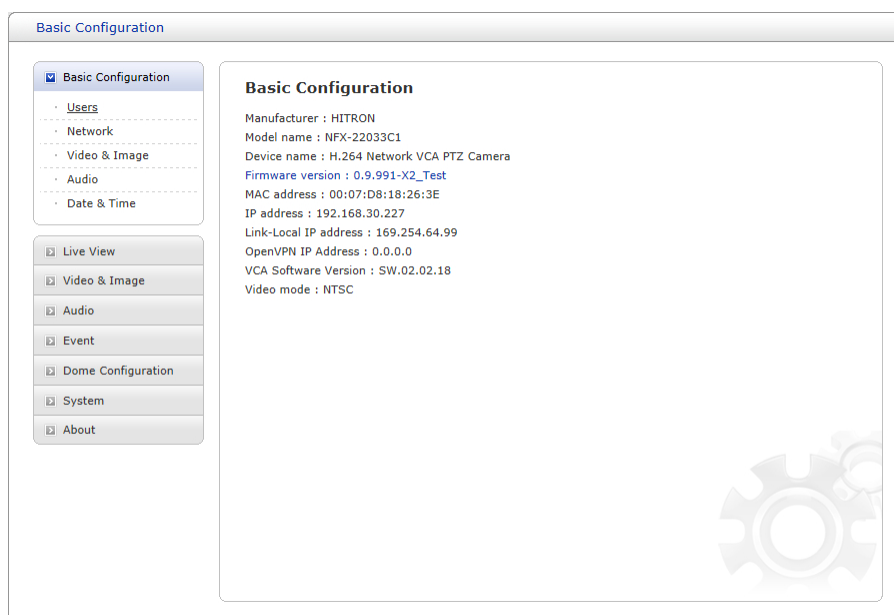 Basic Configuration
Basic Configuration
Users
Network
Video & Image
Audio
Date & Time
Live View
Video & Image
Audio
Event
Dome Configuration
System
About
Basic Configuration
Manufacturer : HITRON
Model name : NFX-22033C1
Device name : H.264 Network VCA PTZ Camera
Firmware version : 0.9.991-X2_Test
MAC address : 00:07:D8:18:26:3E
IP address : 192.168.30.227
Link-Local IP address : 169.254.64.99
OpenVPN IP Address : 0.0.0.0
VCA Software Version : SW.02.02.18
Video mode : NTSC